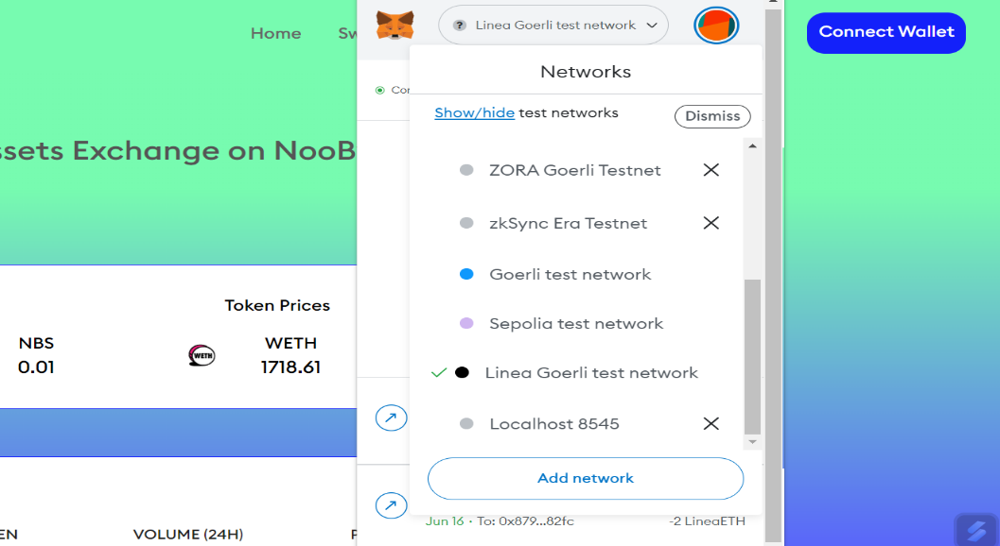 Home
Sw
? Linea Goerli test network
Connect Wallet
Networks
Con
Show/hide test networks
Dismiss
ssets Exchange on NooB
ZORA Goerli Testnet
zkSync Era Testnet
Goerli test network
Sepolia test network
Linea Goerli test network
Localhost 8545
Add network
Token Prices
NBS
0.01
WETH
WETH
1718.61
Jun 16 · To: 0x879...82fc
-2 LineaETH
EN
VOLUME (24H)
P